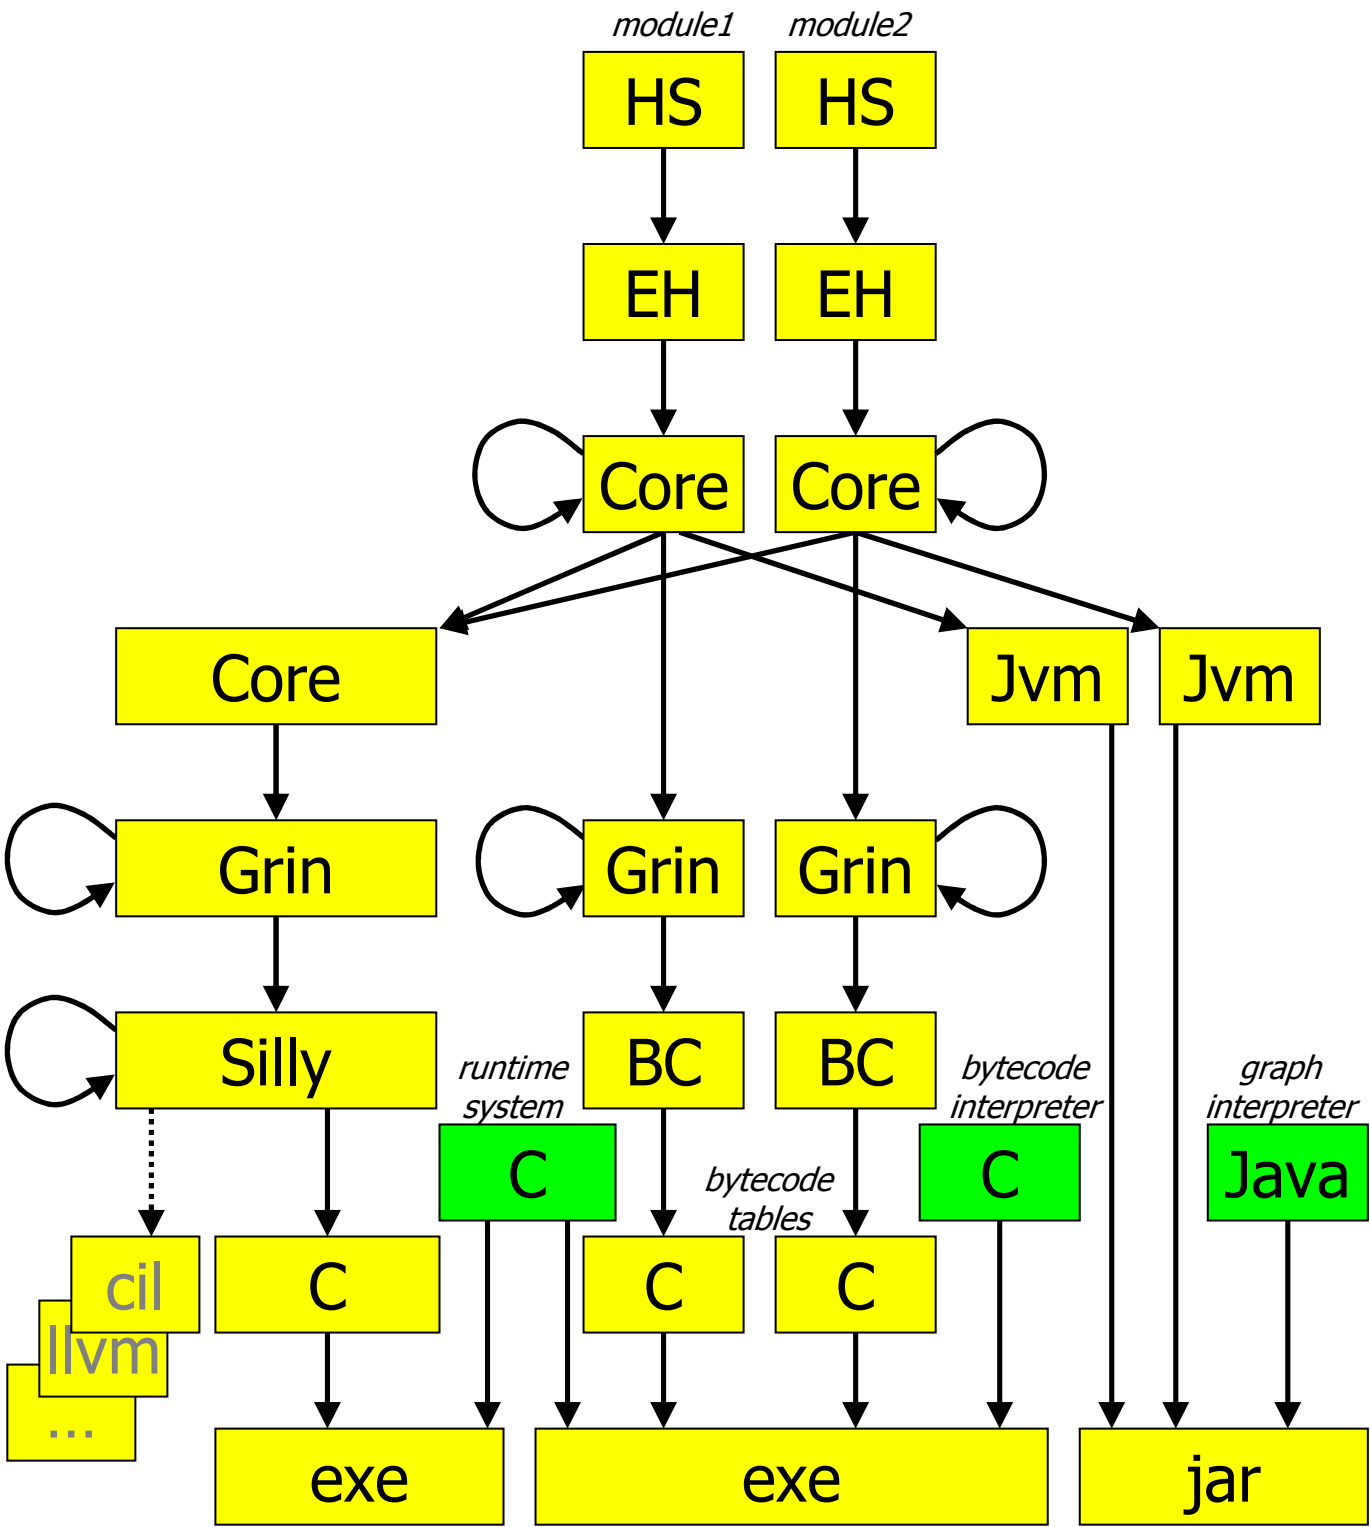 module1 module2
HS HS
EH EH
Core Core
Core Jvm Jvm
Grin Grin Grin
Silly BC BC
runtime
system
bytecode
interpreter
graph
interpreter
C C Java
bytecode
tables
cil C C C
llvm
...
exe exe jar